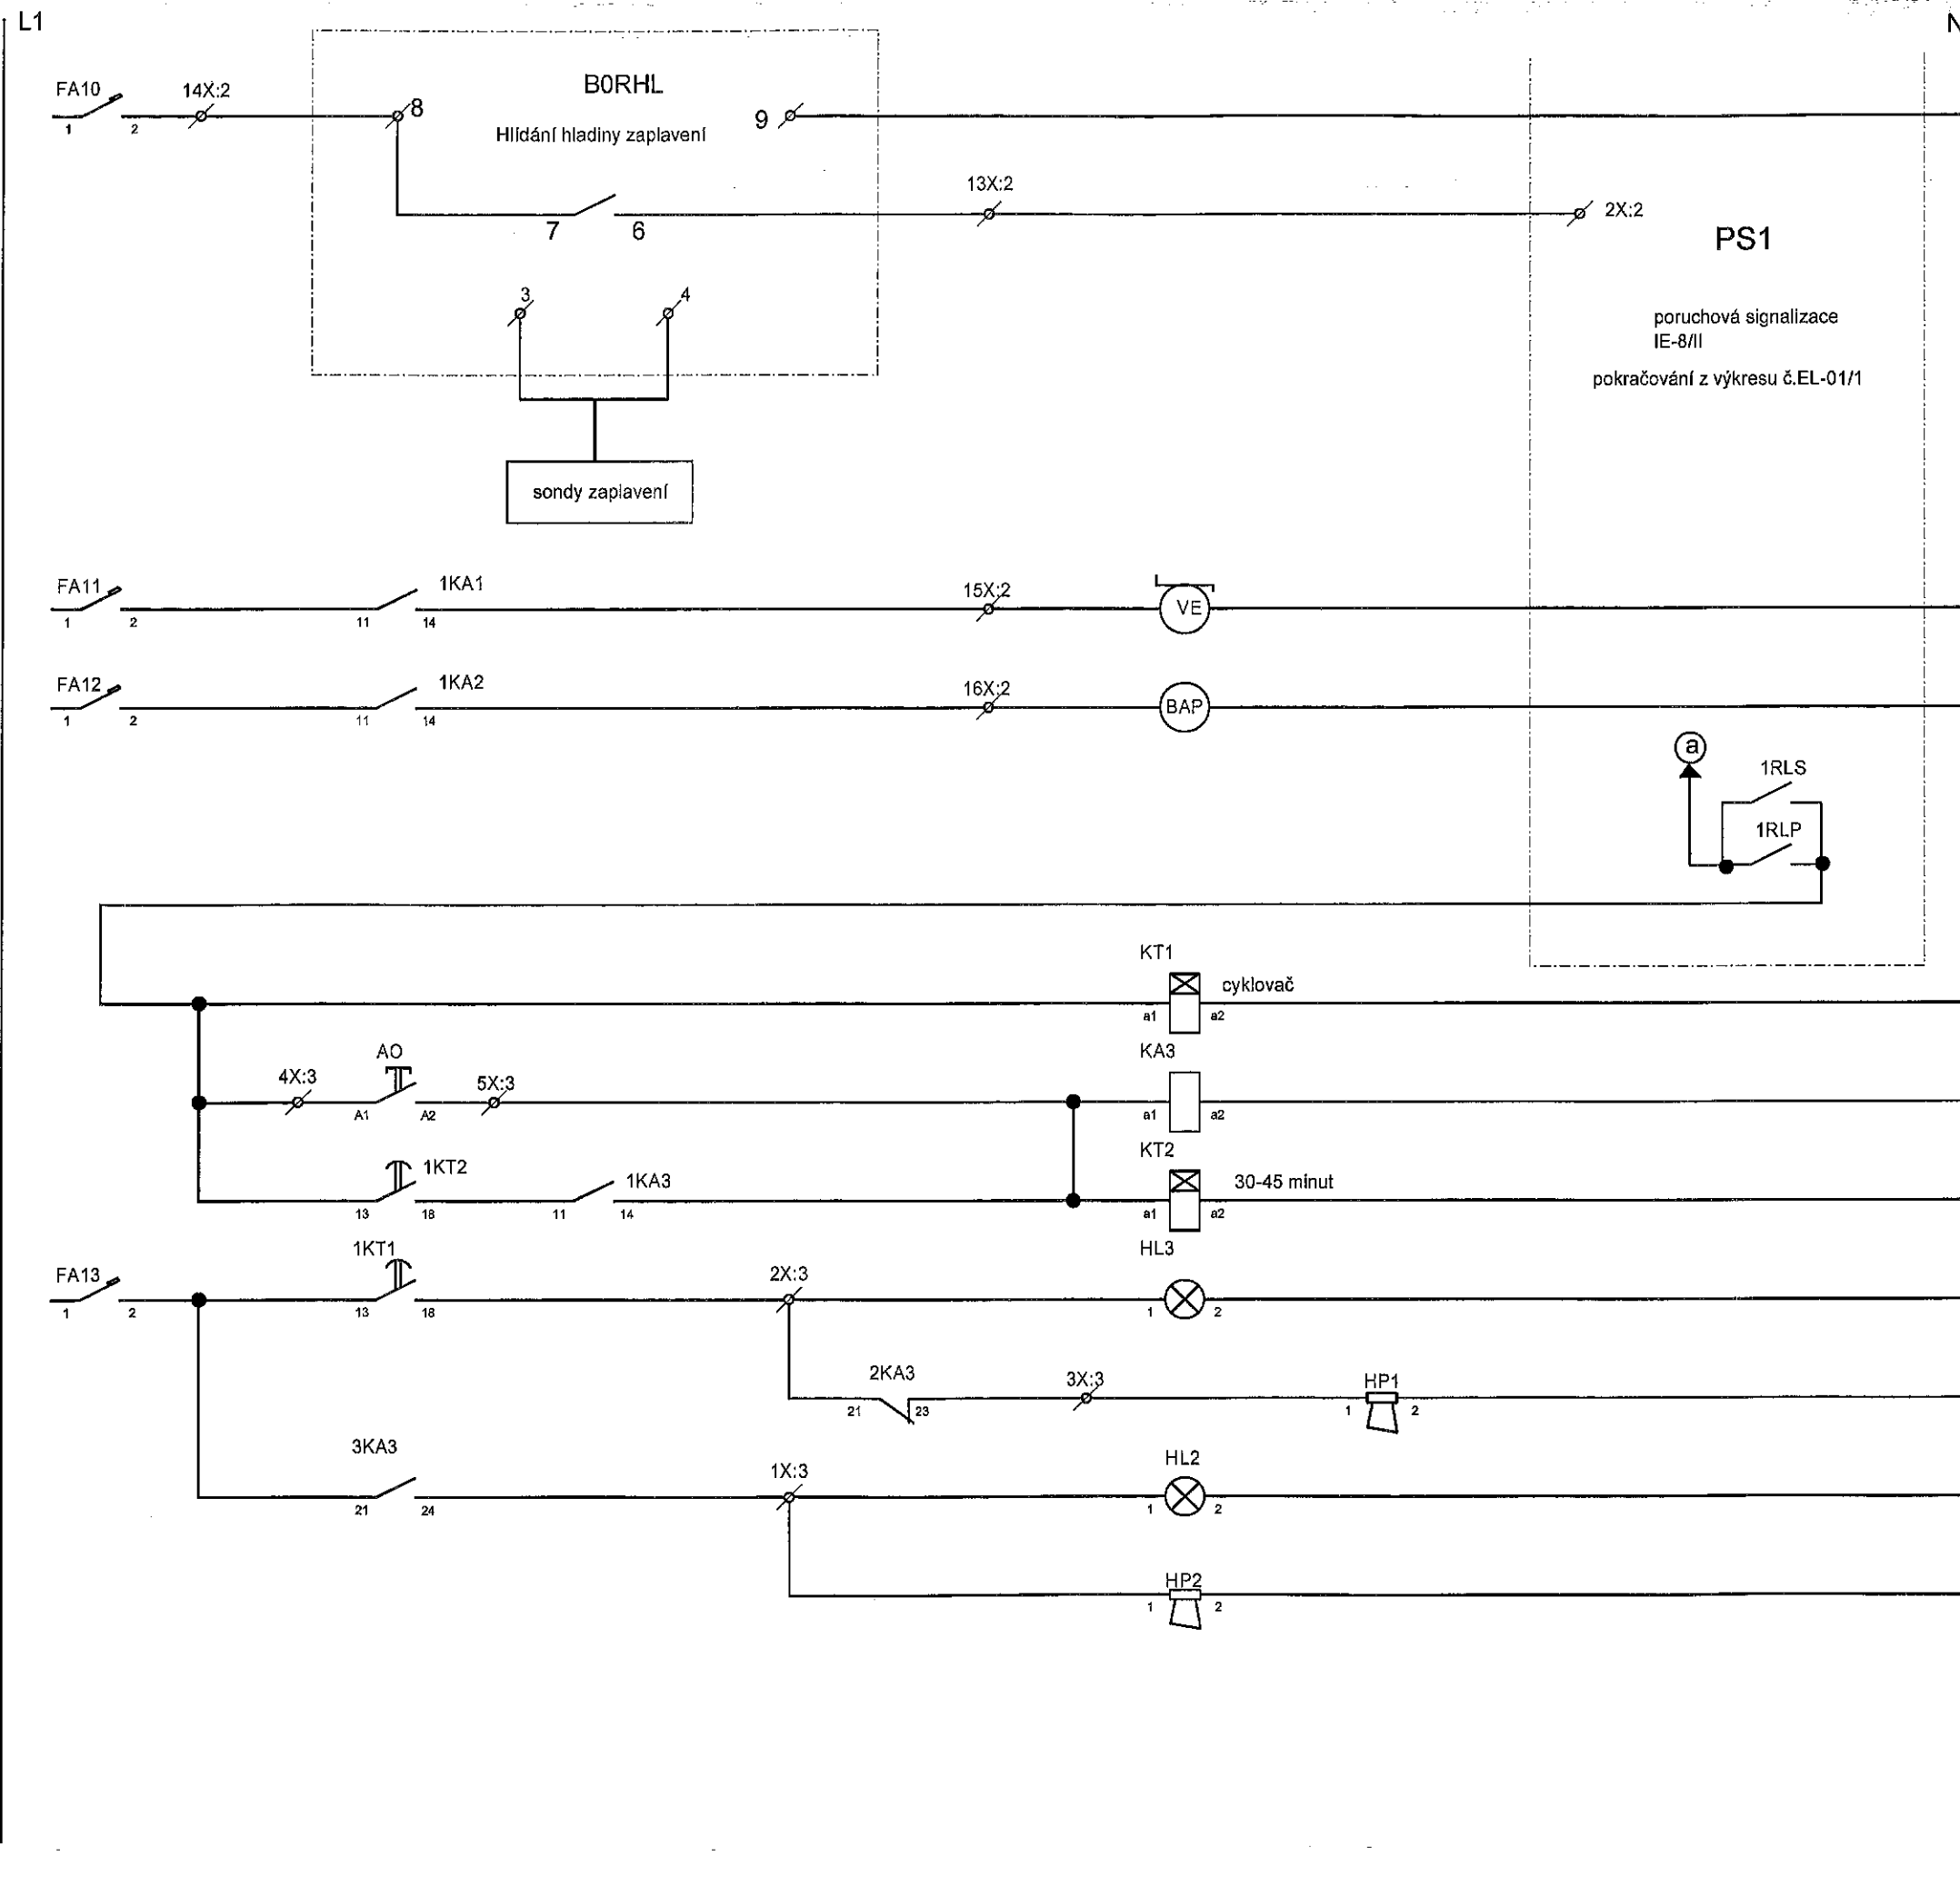 L1
N
FA10
14X:2
1
2
8
B0RHL
9
Hlídání hladiny zaplavení
7
6
13X:2
2X:2
PS1
3
4
poruchová signalizace
IE-8/II
pokračování z výkresu č.EL-01/1
sondy zaplavení
FA11
1
2
1KA1
11
14
15X:2
VE
FA12
1
2
1KA2
11
14
16X:2
BAP
a
1RLS
1RLP
KT1
cyklovač
a1
a2
AO
4X:3
A1
A2
5X:3
KA3
a1
a2
1KT2
13
18
1KA3
11
14
KT2
30-45 minut
a1
a2
FA13
1
2
1KT1
13
18
2X:3
HL3
1
2
2KA3
21
23
3X:3
HP1
1
2
3KA3
21
24
1X:3
HL2
1
2
HP2
1
2